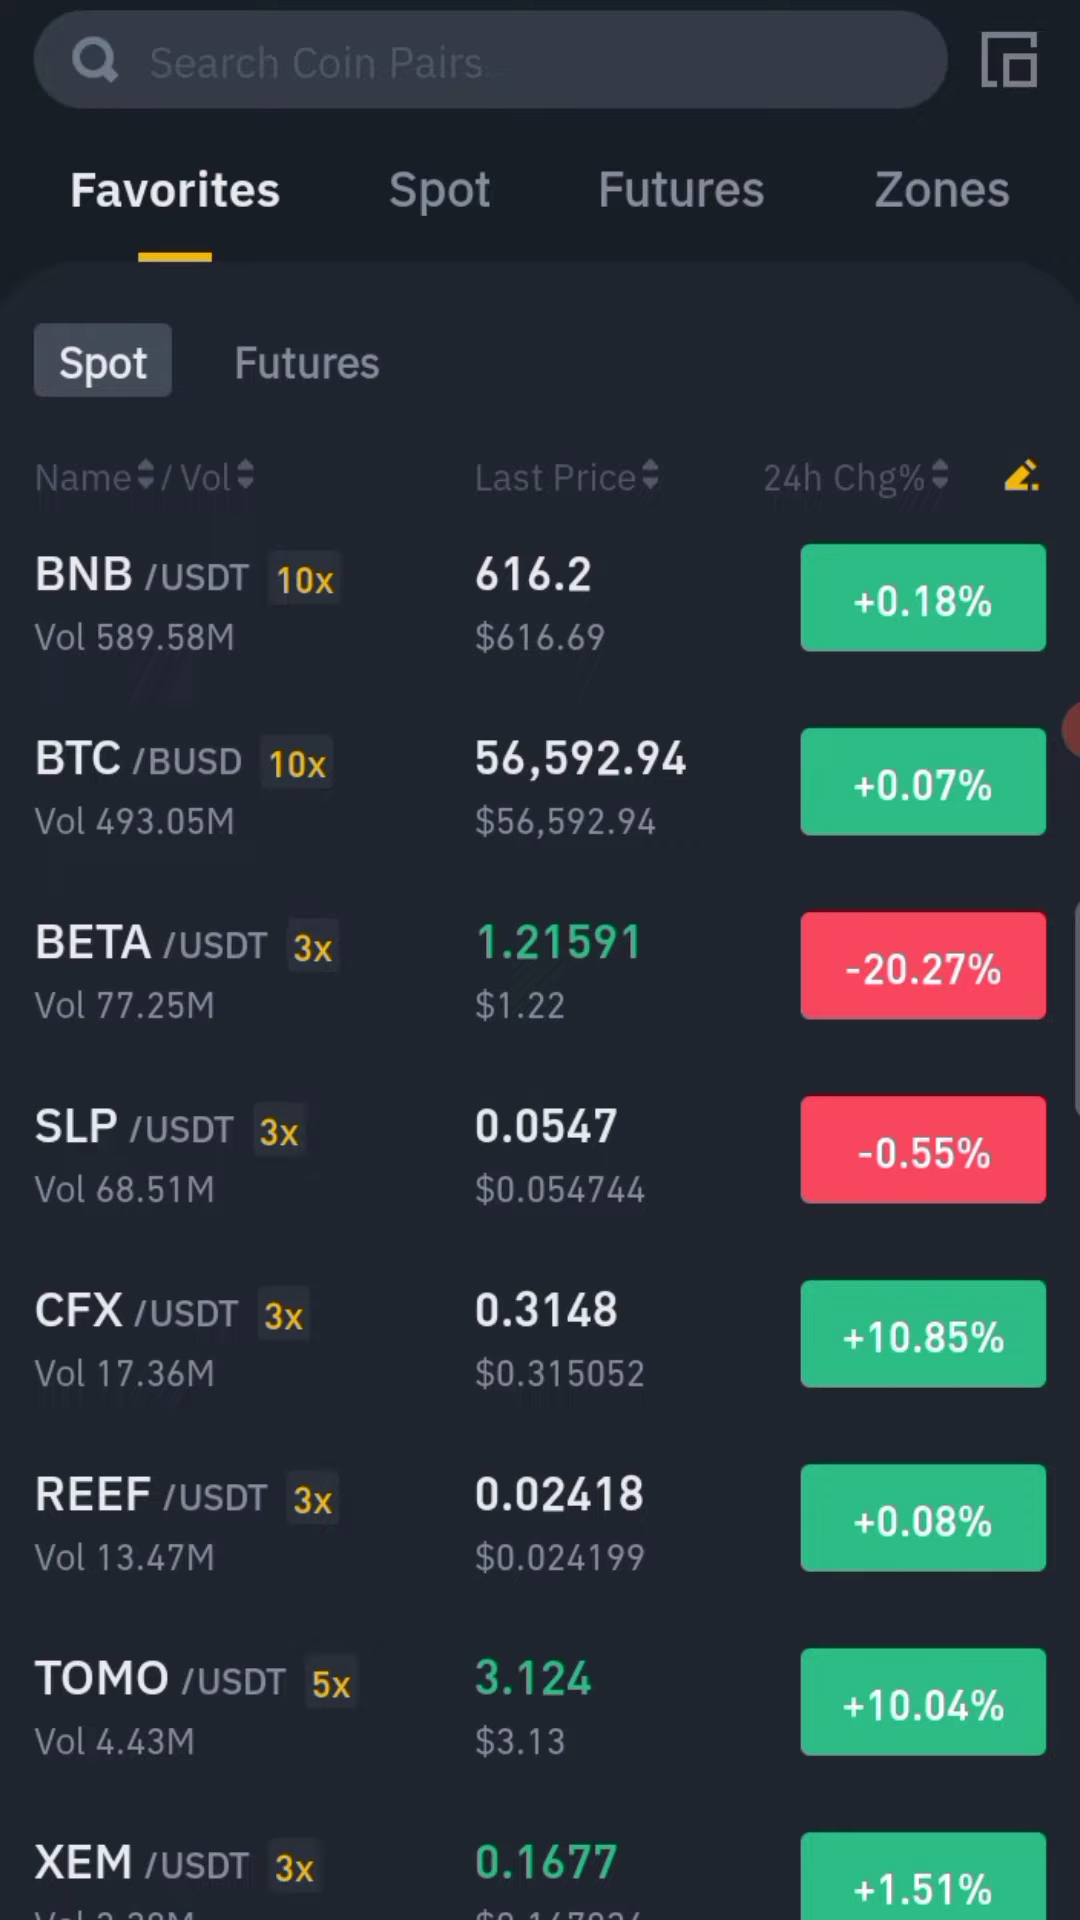 Search Coin Pairs
Favorites Spot Futures Zones
Spot Futures
Name / Vol Last Price 24h Chg%
BNB /USDT 10x 616.2 +0.18%
Vol 589.58M $616.69
BTC /BUSD 10x 56,592.94 +0.07%
Vol 493.05M $56,592.94
BETA /USDT 3x 1.21591 -20.27%
Vol 77.25M $1.22
SLP /USDT 3x 0.0547 -0.55%
Vol 68.51M $0.054744
CFX /USDT 3x 0.3148 +10.85%
Vol 17.36M $0.315052
REEF /USDT 3x 0.02418 +0.08%
Vol 13.47M $0.024199
TOMO /USDT 5x 3.124 +10.04%
Vol 4.43M $3.13
XEM /USDT 3x 0.1677 +1.51%